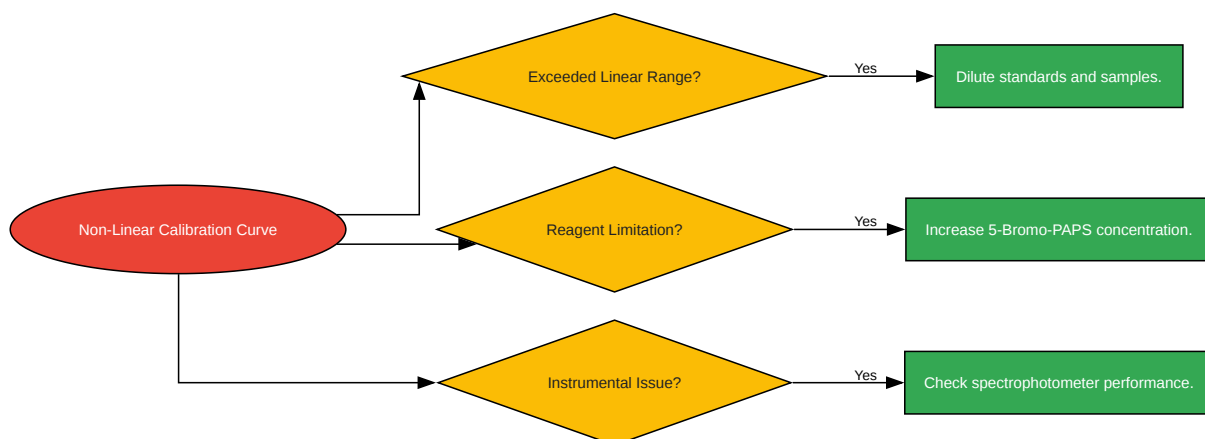 Exceeded Linear Range?
Yes
Dilute standards and samples.
Non-Linear Calibration Curve
Reagent Limitation?
Yes
Increase 5-Bromo-PAPS concentration.
Instrumental Issue?
Yes
Check spectrophotometer performance.